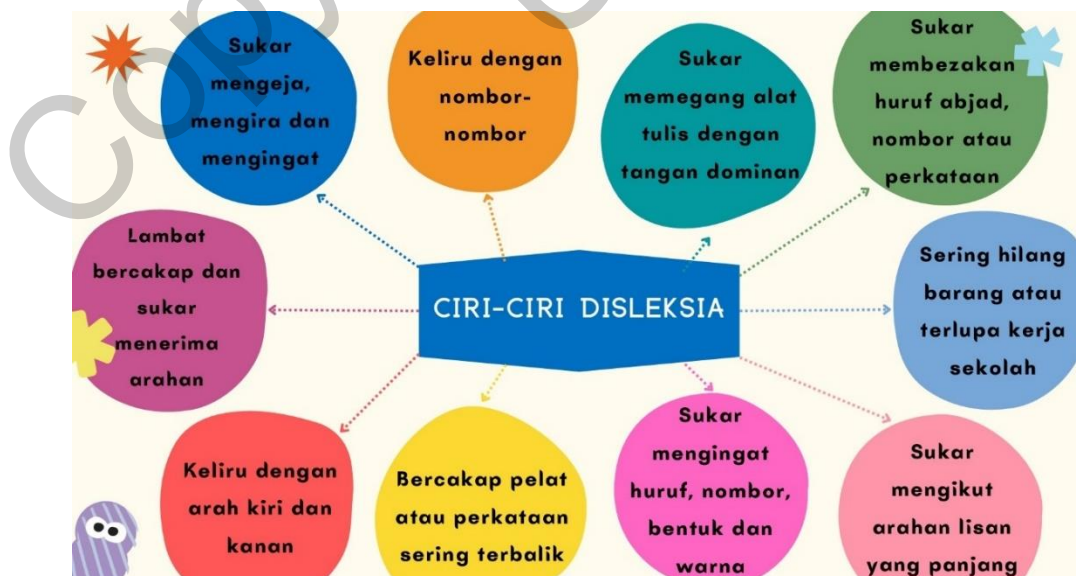 Sukar
mengeja,
mengira dan
mengingat
Keliru dengan
nombor-
nombor
Sukar
memegang alat
tulis dengan
tangan dominan
Sukar
membezakan
huruf abjad,
nombor atau
perkataan
Lambat
bercakap dan
sukar
menerima
arahan
CIRI-CIRI DISLEKSIA
Sering hilang
barang atau
terlupa kerja
sekolah
Keliru dengan
arah kiri dan
kanan
Bercakap pelat
atau perkataan
sering terbalik
Sukar
mengingat
huruf, nombor,
bentuk dan
warna
Sukar
mengikut
arahan lisan
yang panjang